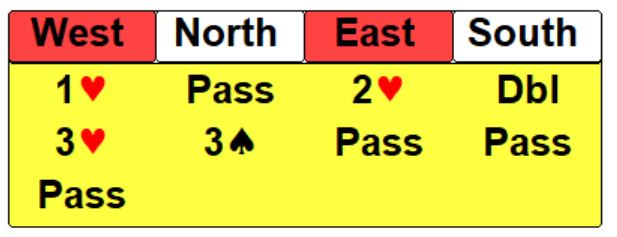 West North East South
1♥ Pass 2♥ Dbl
3♥ 3♠ Pass Pass
Pass